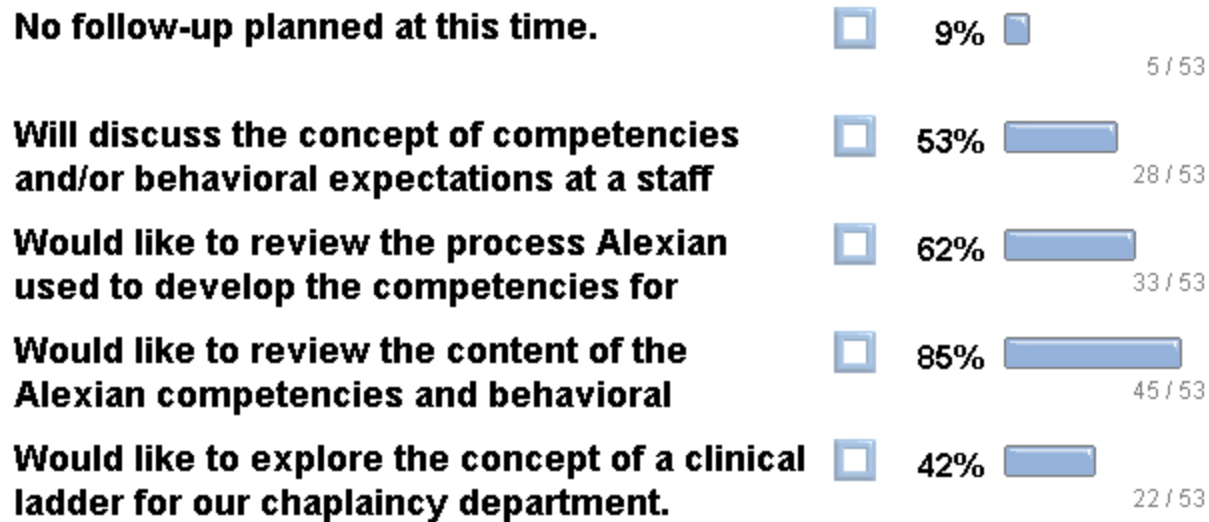 No follow-up planned at this time.
9%
5 / 53
Will discuss the concept of competencies
and/or behavioral expectations at a staff
53%
28 / 53
Would like to review the process Alexian
used to develop the competencies for
62%
33 / 53
Would like to review the content of the
Alexian competencies and behavioral
85%
45 / 53
Would like to explore the concept of a clinical
ladder for our chaplaincy department.
42%
22 / 53